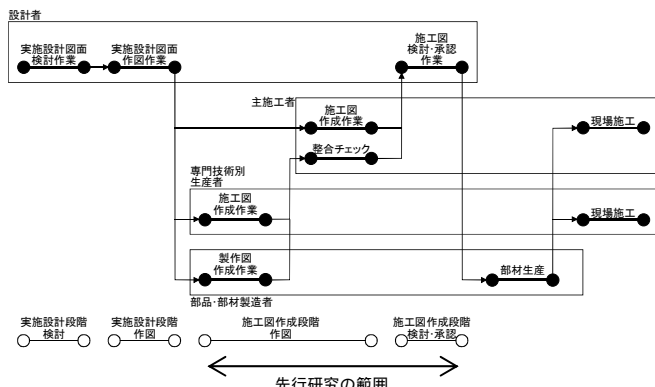 設計者
実施設計図面
検討作業
実施設計図面
作図作業
施工図
検討・承認
作業
主施工者
施工図
作成作業
整合チェック
現場施工
専門技術別
生産者
施工図
作成作業
現場施工
製作図
作成作業
部材生産
部品・部材製造者
実施設計段階
検討
実施設計段階
作図
施工図作成段階
作図
施工図作成段階
検討・承認
先行研究の範囲